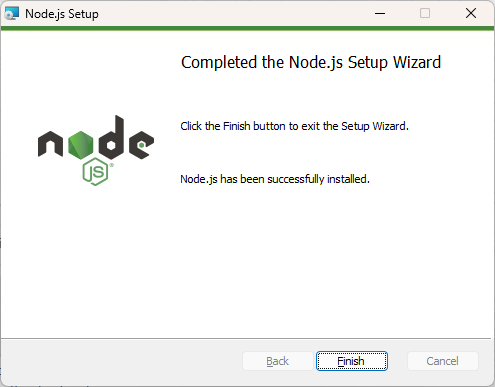 Node.js Setup
Completed the Node.js Setup Wizard
Click the Finish button to exit the Setup Wizard.
node
JS®
Node.js has been successfully installed.
Back
Finish
Cancel